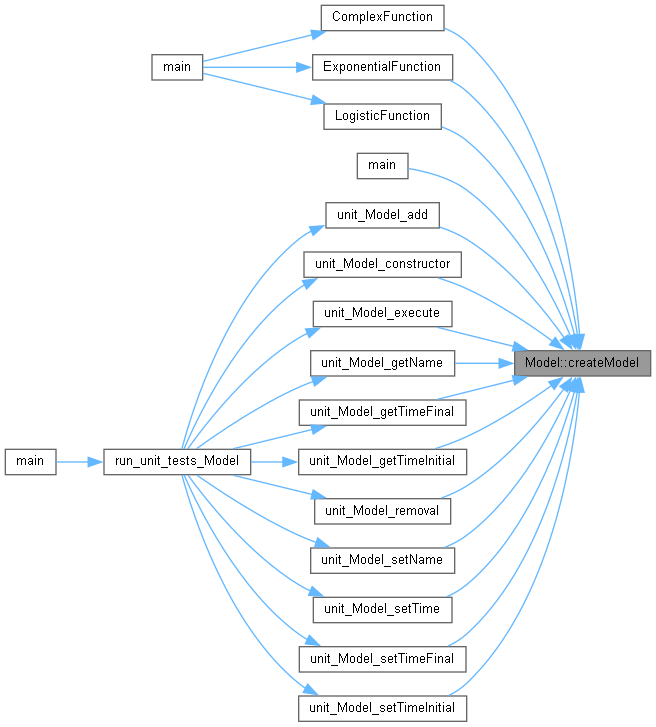 ComplexFunction
main
ExponentialFunction
LogisticFunction
main
unit_Model_add
unit_Model_constructor
unit_Model_execute
Model::createModel
unit_Model_getName
unit_Model_getTimeFinal
main
run_unit_tests_Model
unit_Model_getTimeInitial
unit_Model_removal
unit_Model_setName
unit_Model_setTime
unit_Model_setTimeFinal
unit_Model_setTimeInitial